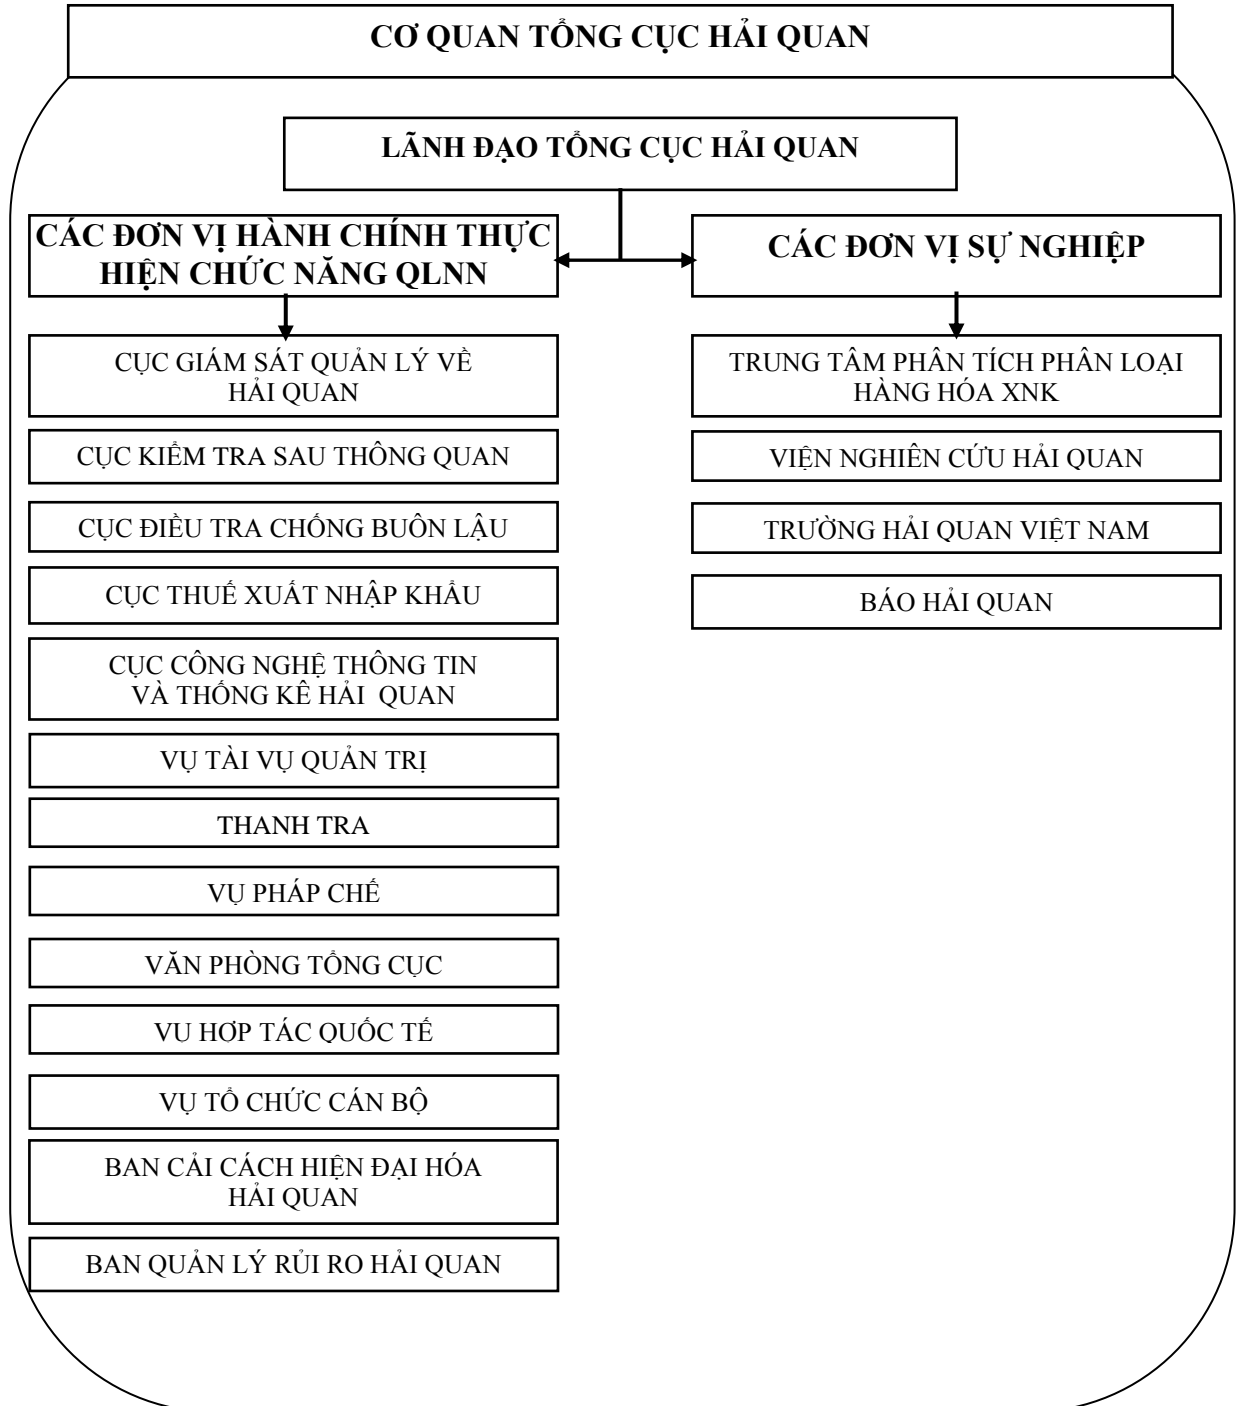 CƠ QUAN TỔNG CỤC HẢI QUAN
LÃNH ĐẠO TỔNG CỤC HẢI QUAN
CÁC ĐƠN VỊ HÀNH CHÍNH THỰC
HIỆN CHỨC NĂNG QLNN
CỤC GIÁM SÁT QUẢN LÝ VỀ
HẢI QUAN
CỤC KIỂM TRA SAU THÔNG QUAN
CỤC ĐIỀU TRA CHỐNG BUÔN LẬU
CỤC THUẾ XUẤT NHẬP KHẨU
CỤC CÔNG NGHỆ THÔNG TIN
VÀ THỐNG KÊ HẢI QUAN
VỤ TÀI VỤ QUẢN TRỊ
THANH TRA
VỤ PHÁP CHẾ
VĂN PHÒNG TỔNG CỤC
VU HỢP TÁC QUỐC TẾ
VỤ TỔ CHỨC CÁN BỘ
BAN CẢI CÁCH HIỆN ĐẠI HÓA
HẢI QUAN
BAN QUẢN LÝ RỦI RO HẢI QUAN
CÁC ĐƠN VỊ SỰ NGHIỆP
TRUNG TÂM PHÂN TÍCH PHÂN LOẠI
HÀNG HÓA XNK
VIỆN NGHIÊN CỨU HẢI QUAN
TRƯỜNG HẢI QUAN VIỆT NAM
BÁO HẢI QUAN